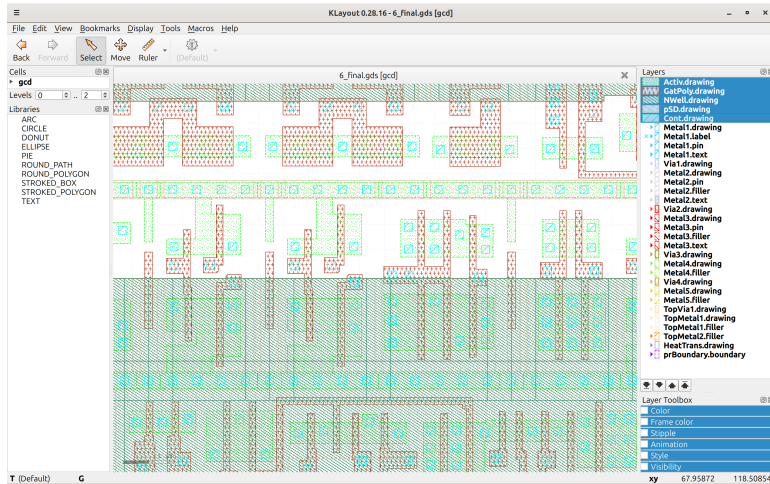 KLayout 0.28.16 - 6_final.gds [gcd]
File Edit View Bookmarks Display Tools Macros Help
Back Forward Select Move Ruler (Default)
Cells
gcd
Levels 0 .. 2
Libraries
ARC
CIRCLE
DONUT
ELLIPSE
PIE
ROUND_PATH
ROUND_POLYGON
STROKED_BOX
STROKED_POLYGON
TEXT
6_final.gds [gcd]
Layers
Activ.drawing
GatPoly.drawing
NWell.drawing
pSD.drawing
Cont.drawing
Metal1.drawing
Metal1.label
Metal1.pin
Metal1.text
Via1.drawing
Metal2.drawing
Metal2.pin
Metal2.filler
Metal2.text
Via2.drawing
Metal3.drawing
Metal3.pin
Metal3.filler
Metal3.text
Via3.drawing
Metal4.drawing
Metal4.filler
Via4.drawing
Metal5.drawing
Metal5.filler
TopVia1.drawing
TopMetal1.drawing
TopMetal1.filler
TopMetal2.filler
HeatTrans.drawing
prBoundary.boundary
Layer Toolbox
Color
Frame color
Stipple
Animation
Style
Visibility
T (Default) G xy 67.95872 118.50854